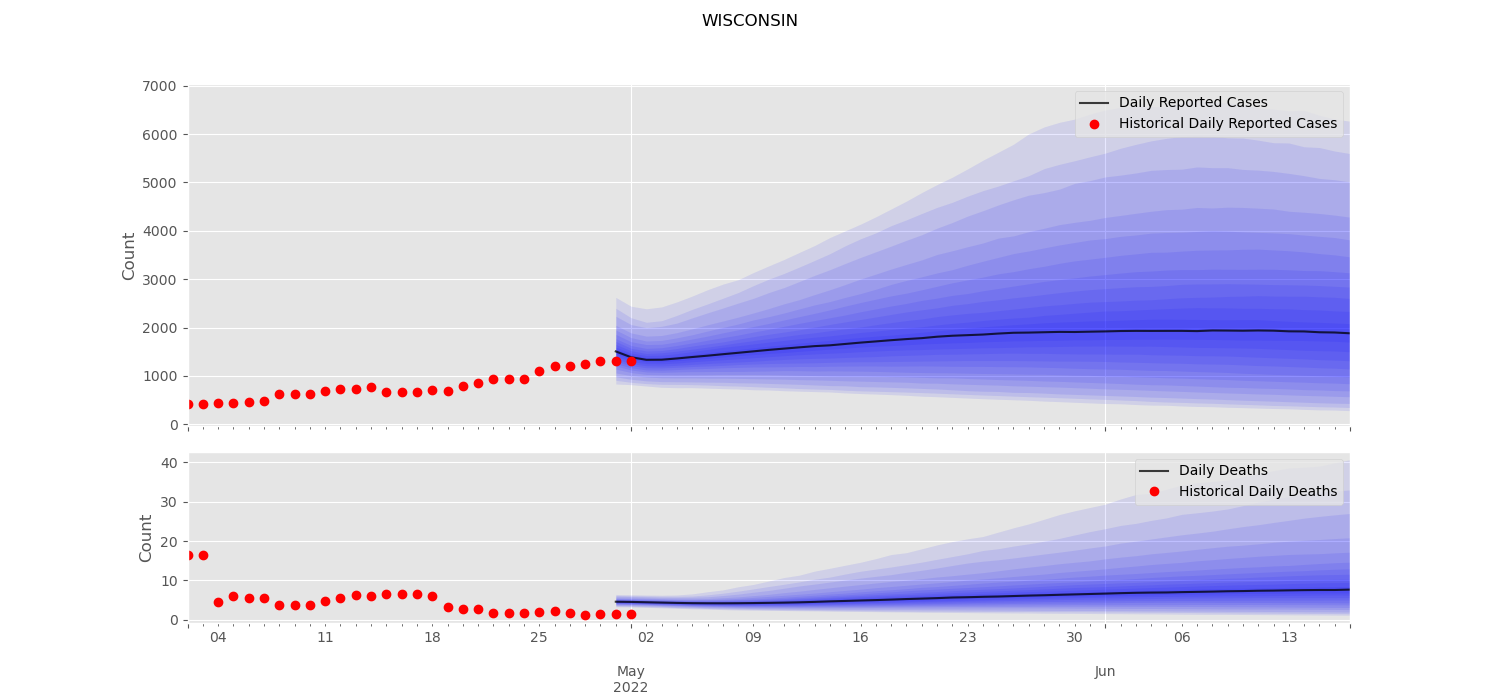 WISCONSIN
7000
6000
5000
4000
3000
2000
1000
0
Count
Daily Reported Cases
Historical Daily Reported Cases
40
30
20
10
0
Count
Daily Deaths
Historical Daily Deaths
04 11 18 25 02 09 16 23 30 06 13
May Jun
2022